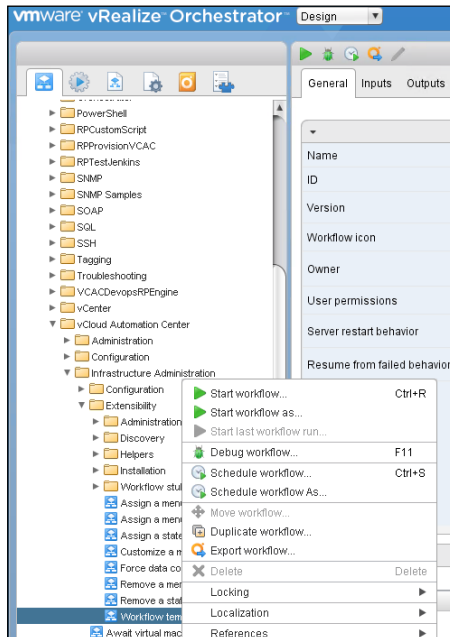 vmware® vRealize™ Orchestrator™ Design
General Inputs Outputs
PowerShell
RPCustomScript
RPProvisionVCAC
RPTestJenkins
SNMP
SNMP Samples
SOAP
SQL
SSH
Tagging
Troubleshooting
VCACDevopsRPEngine
vCenter
vCloud Automation Center
Administration
Configuration
Infrastructure Administration
Configuration
Extensibility
Administration
Discovery
Helpers
Installation
Workflow stu
Assign a men
Assign a men
Assign a state
Customize a m
Force data co
Remove a me
Remove a sta
Workflow tem
Await virtual mac
Name
ID
Version
Workflow icon
Owner
User permissions
Server restart behavior
Resume from failed behavior
Start workflow... Ctrl+R
Start workflow as...
Start last workflow run...
Debug workflow... F11
Schedule workflow... Ctrl+S
Schedule workflow As...
Move workflow...
Duplicate workflow...
Export workflow...
Delete Delete
Locking
Localization
References